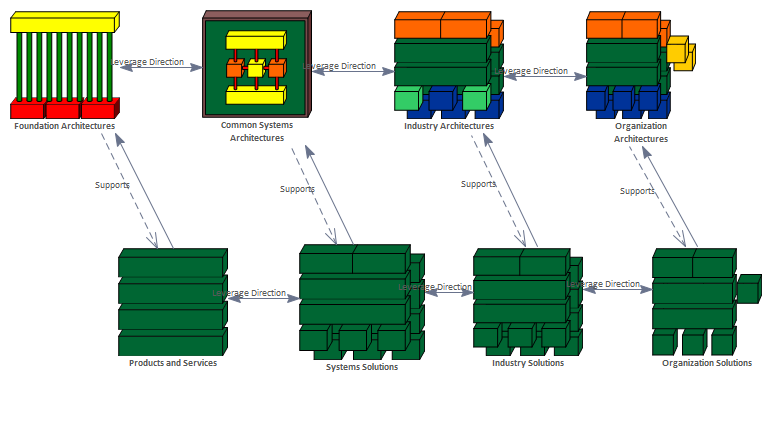 Leverage Direction
Leverage Direction
Leverage Direction
Foundation Architectures
Common Systems
Architectures
Industry Architectures
Organization
Architectures
Supports
Supports
Supports
Supports
Leverage Direction
Leverage Direction
Leverage Direction
Products and Services
Systems Solutions
Industry Solutions
Organization Solutions